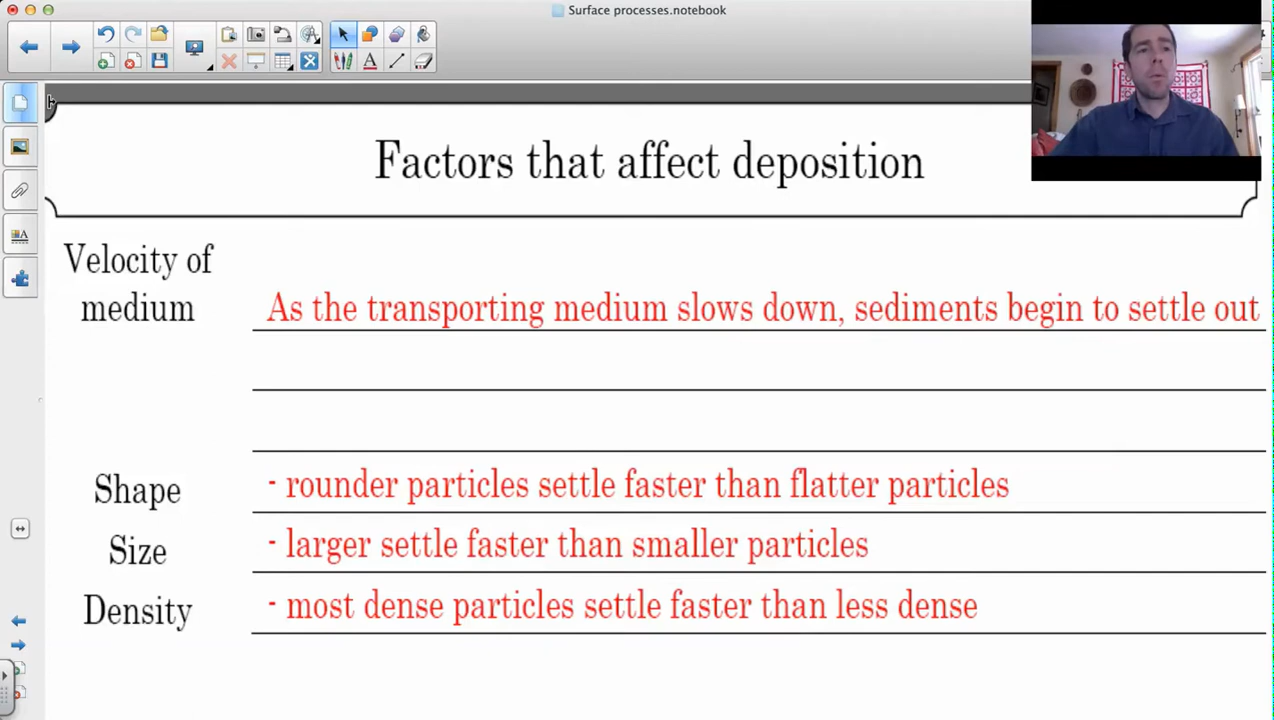 Surface processes.notebook
Factors that affect deposition
Velocity of
medium
As the transporting medium slows down, sediments begin to settle out
Shape
- rounder particles settle faster than flatter particles
Size
- larger settle faster than smaller particles
Density
- most dense particles settle faster than less dense